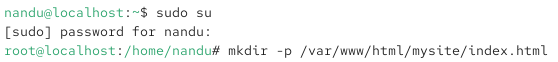 nandu@localhost:~$ sudo su
[sudo] password for nandu:
root@localhost:/home/nandu# mkdir -p /var/www/html/mysite/index.html